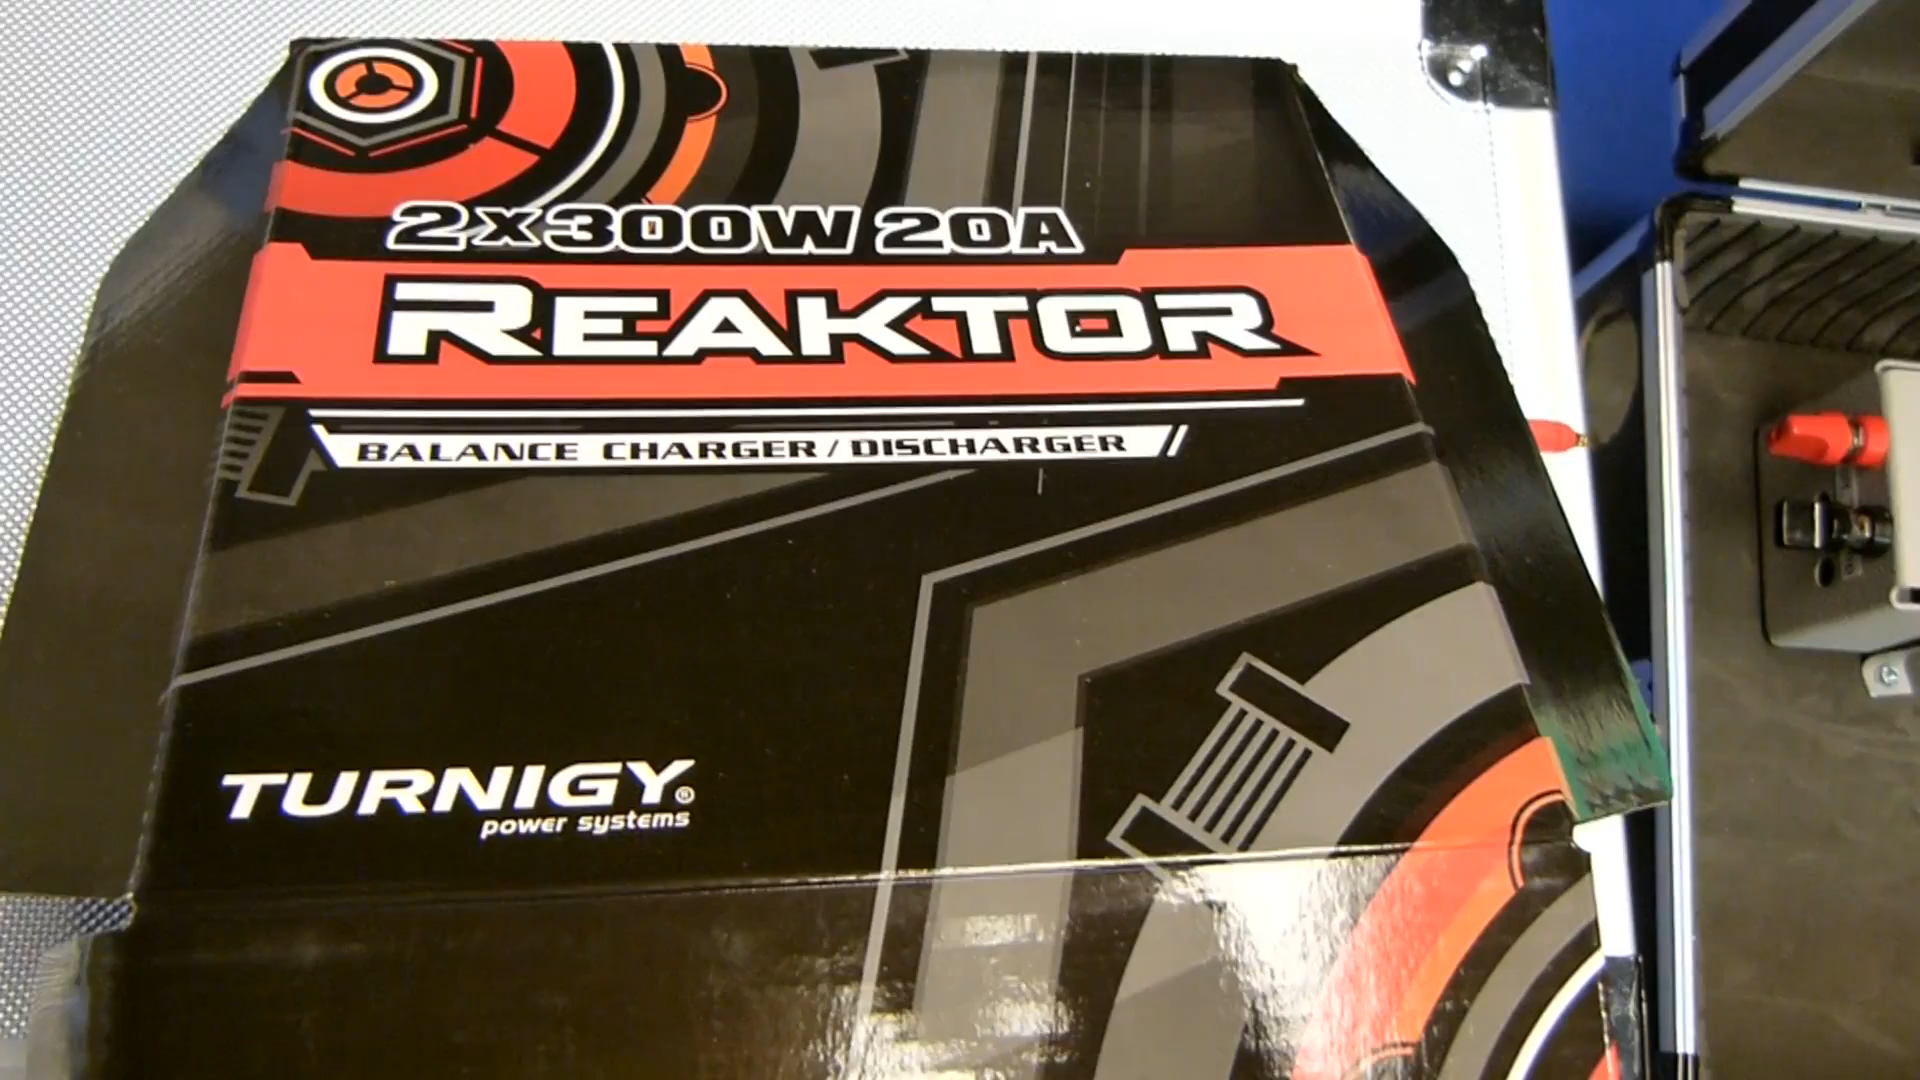 2x300W 20A
REAKTOR
BALANCE CHARGER / DISCHARGER
TURNIGY®
power systems